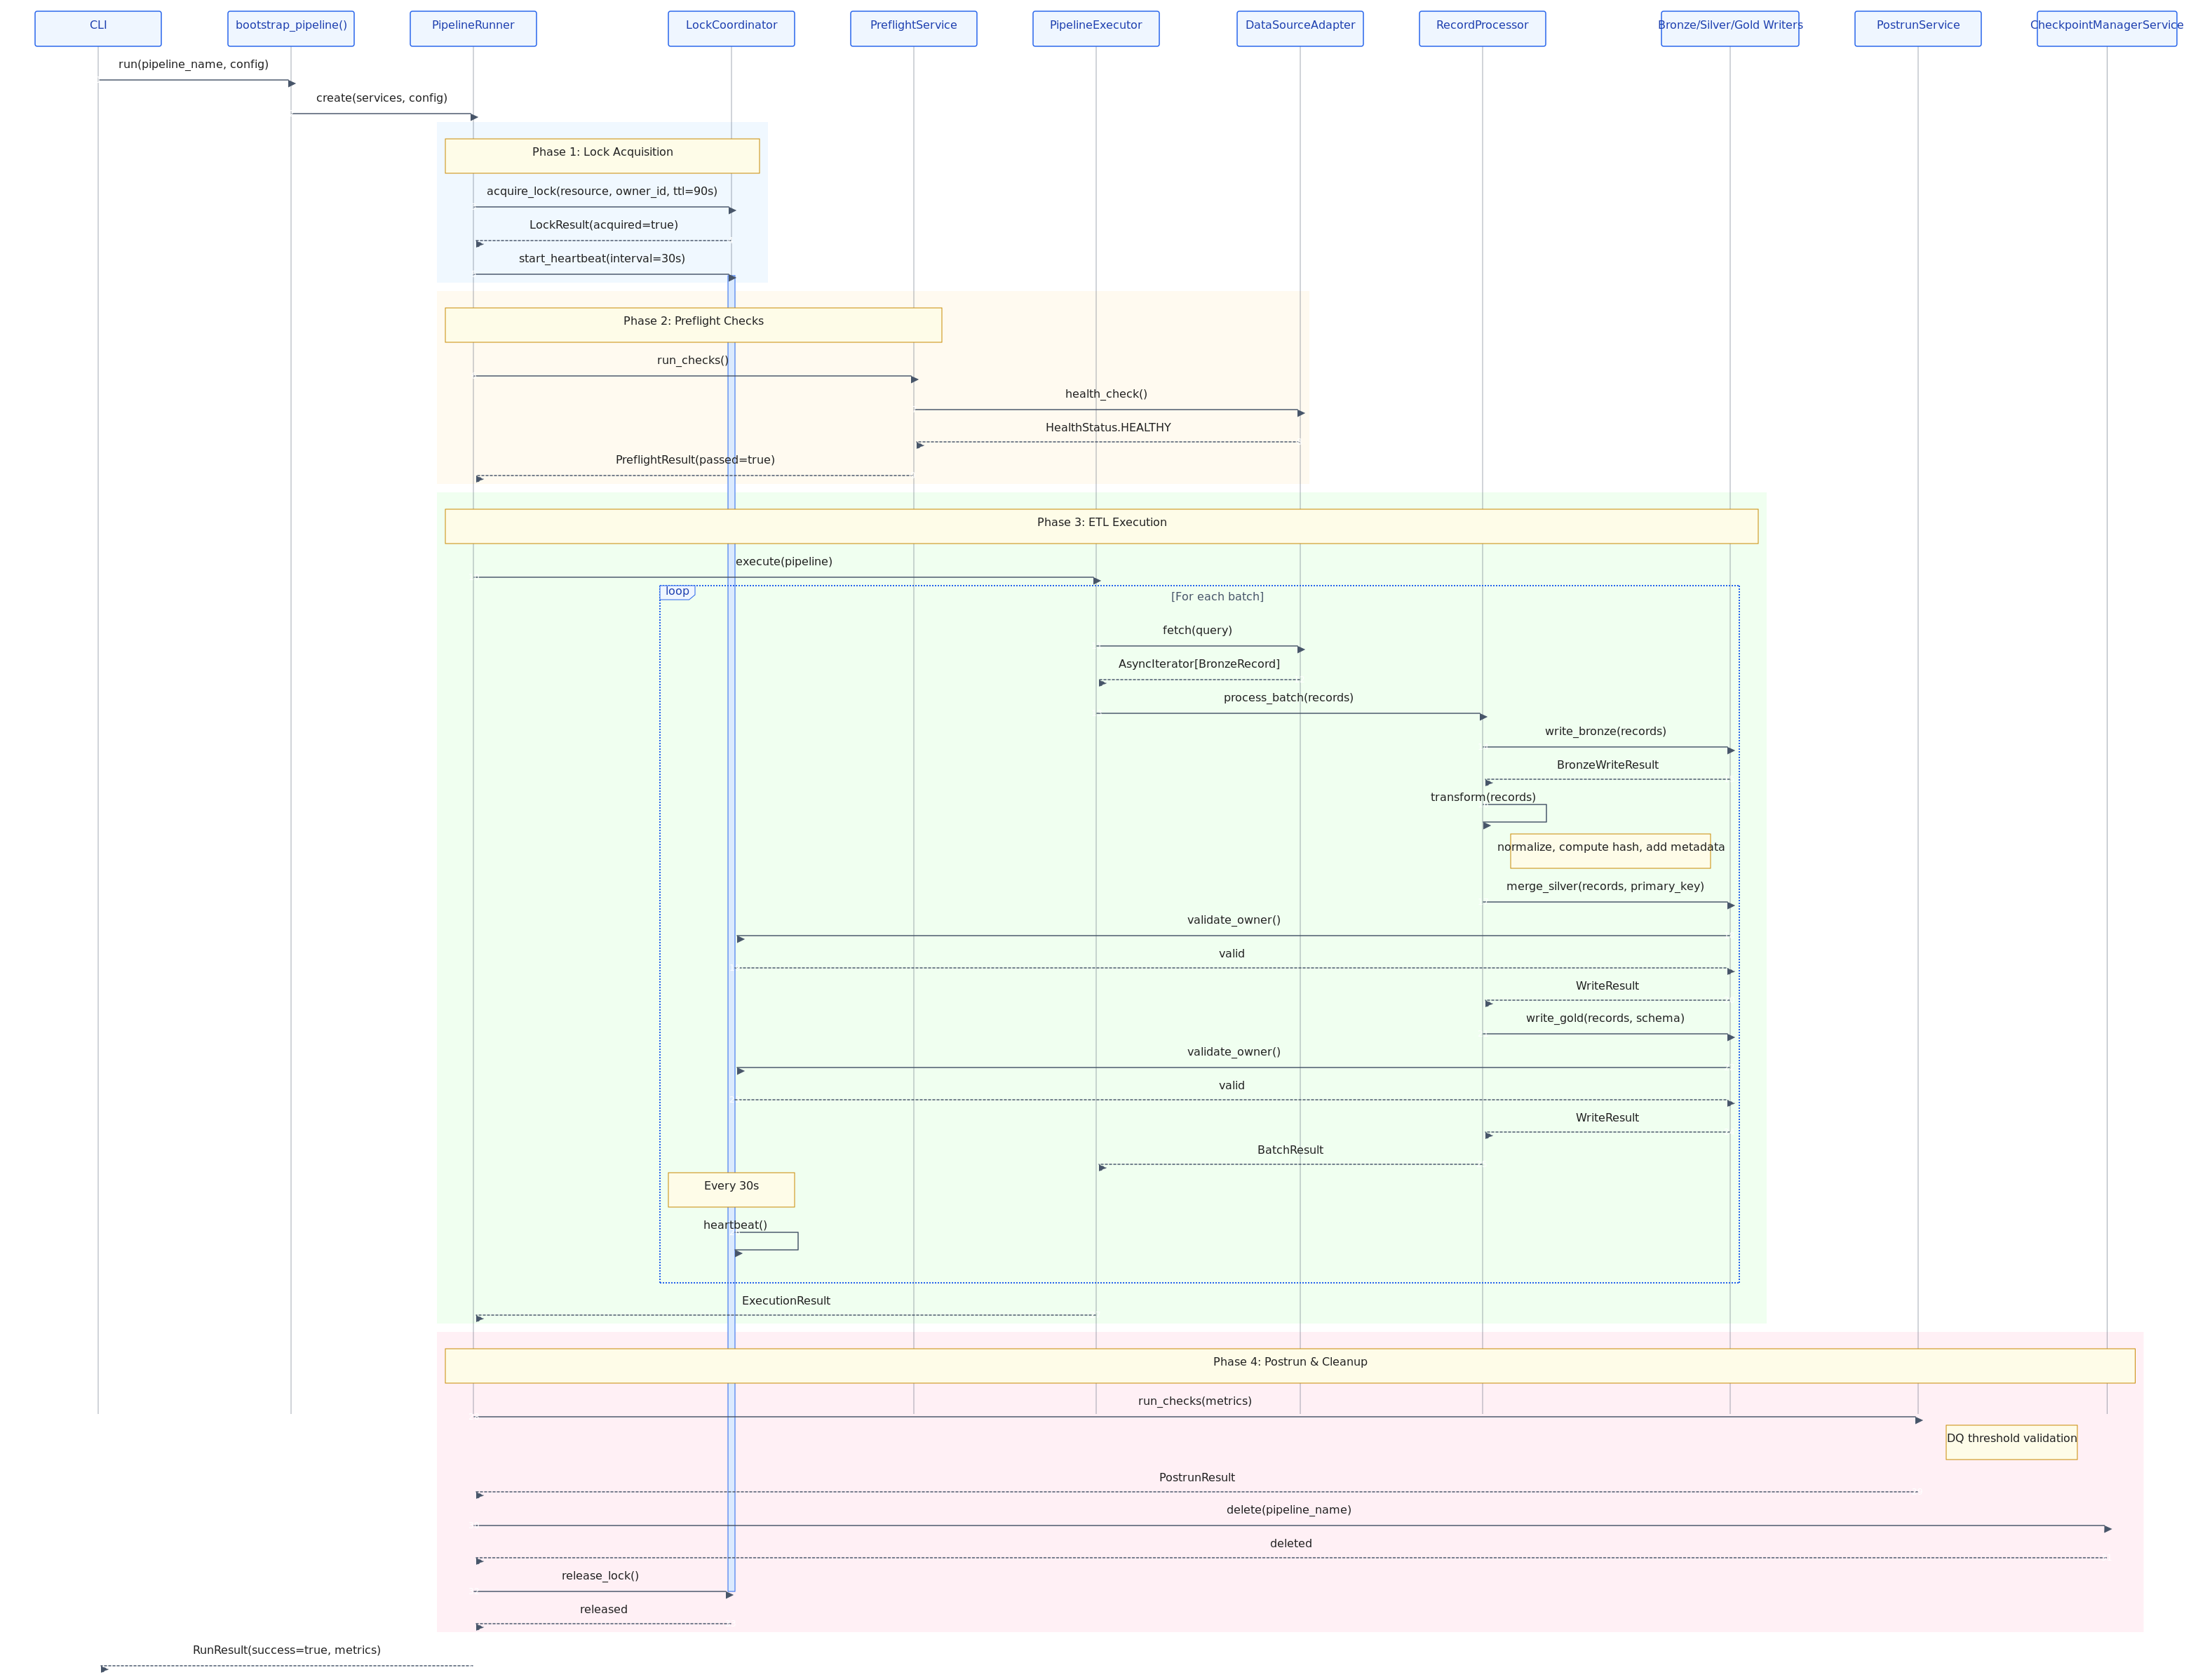 CLI
bootstrap_pipeline()
PipelineRunner
LockCoordinator
PreflightService
PipelineExecutor
DataSourceAdapter
RecordProcessor
Bronze/Silver/Gold Writers
PostrunService
CheckpointManagerService
run(pipeline_name, config)
create(services, config)
Phase 1: Lock Acquisition
acquire_lock(resource, owner_id, ttl=90s)
LockResult(acquired=true)
start_heartbeat(interval=30s)
Phase 2: Preflight Checks
run_checks()
health_check()
HealthStatus.HEALTHY
PreflightResult(passed=true)
Phase 3: ETL Execution
execute(pipeline)
loop
[For each batch]
fetch(query)
AsyncIterator[BronzeRecord]
process_batch(records)
write_bronze(records)
BronzeWriteResult
transform(records)
normalize, compute hash, add metadata
merge_silver(records, primary_key)
validate_owner()
valid
WriteResult
write_gold(records, schema)
validate_owner()
valid
WriteResult
BatchResult
Every 30s
heartbeat()
ExecutionResult
Phase 4: Postrun & Cleanup
run_checks(metrics)
DQ threshold validation
PostrunResult
delete(pipeline_name)
deleted
release_lock()
released
RunResult(success=true, metrics)